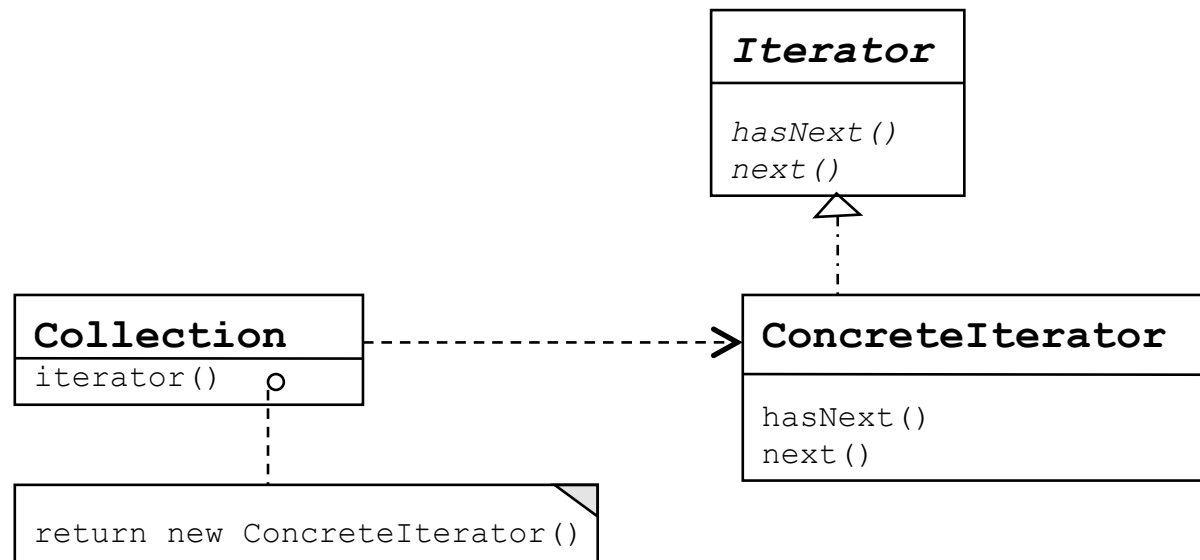 Iterator
hasNext()
next()
Collection
iterator()
ConcreteIterator
hasNext()
next()
return new ConcreteIterator()